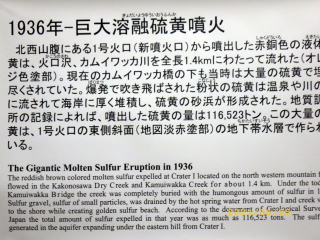 1936年-巨大溶融硫黄噴火
北西山腹にある1号火口(新噴火口)から噴出した赤銅色の液体
黄は、火口沢、カムイワッカ川を全長1.4kmにわたって流れた(オレ
ジ色塗部)。現在のカムイワッカ橋の下も当時は大量の硫黄で埋
尽くされていた。爆発で吹き飛ばされた粉状の硫黄は温泉や川の
に流されて海岸に厚く堆積し、硫黄の砂浜が形成された。地質調
所の記録によれば、噴出した硫黄の量は116,523トン。この大量の
黄は、1号火口の東側斜面(地図淡赤塗部)の地下帯水層で作ら
いる。
The Gigantic Molten Sulfur Eruption in 1936
The reddish brown colored molten sulfur expelled at Crater I located on the north western mountain f
flowed in the Kakonosawa Dry Creek and Kamuiwakka Creek for about 1.4 km. Under the tod
Kamuiwakka Bridge the creek was completely buried with the humongous amount of sulfur in 1
Sulfur gravel, sulfur of small particles, was drained by the hot spring water from Crater I and creek v
to the shore while creating golden sulfur beach. According to the of Geological Surve
Japan the total amount of sulfur expelled in that year was as much as 116,523 tons. The sulf
generated in the aquifer expanding under the eastern hill from Crater I.